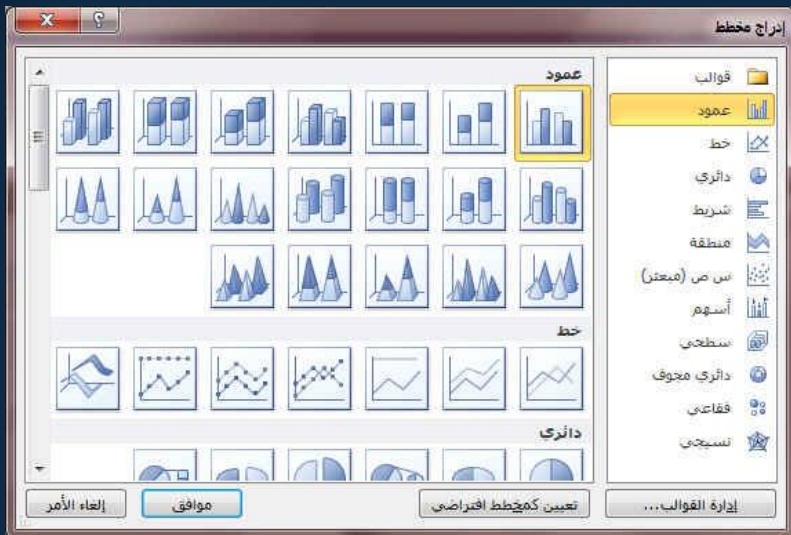 إدراج مخطط
قوالب
عمود
خط
دائري
شريط
منطقة
س ص (مبعثر)
أسهم
سطحي
دائري مجوف
فقاعي
نسيجي
عمود
خط
دائري
إدارة القوالب...
تعيين كمخطط افتراضي
موافق
إلغاء الأمر